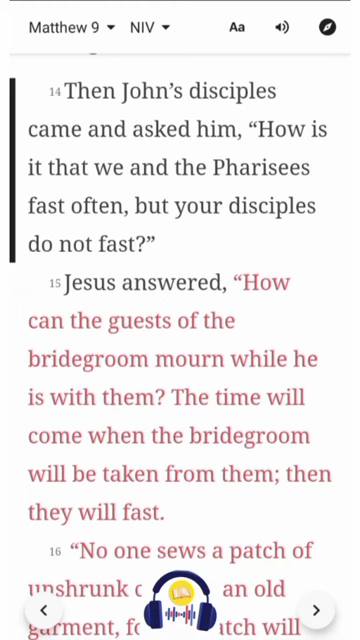 Matthew 9 NIV Aa
14 Then John’s disciples
came and asked him, “How is
it that we and the Pharisees
fast often, but your disciples
do not fast?”
15 Jesus answered, “How
can the guests of the
bridegroom mourn while he
is with them? The time will
come when the bridegroom
will be taken from them; then
they will fast.
16 “No one sews a patch of
unshrunk an old
garment, will